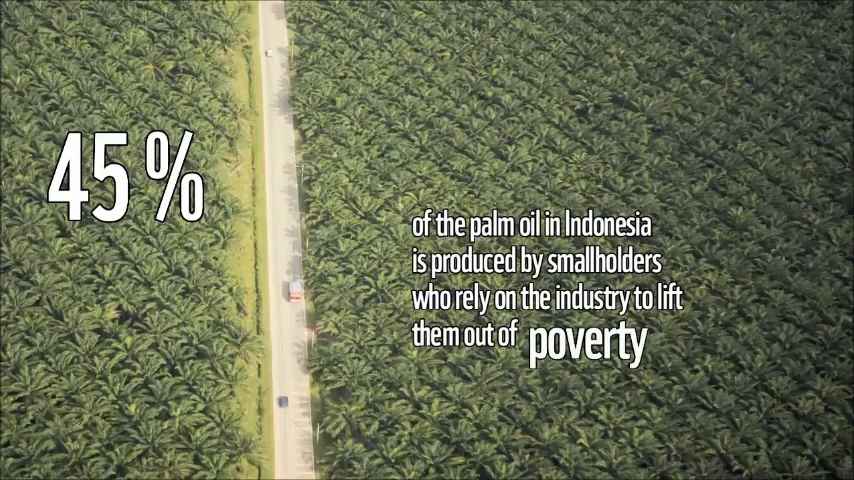 45 %
of the palm oil in Indonesia
is produced by smallholders
who rely on the industry to lift
them out of poverty